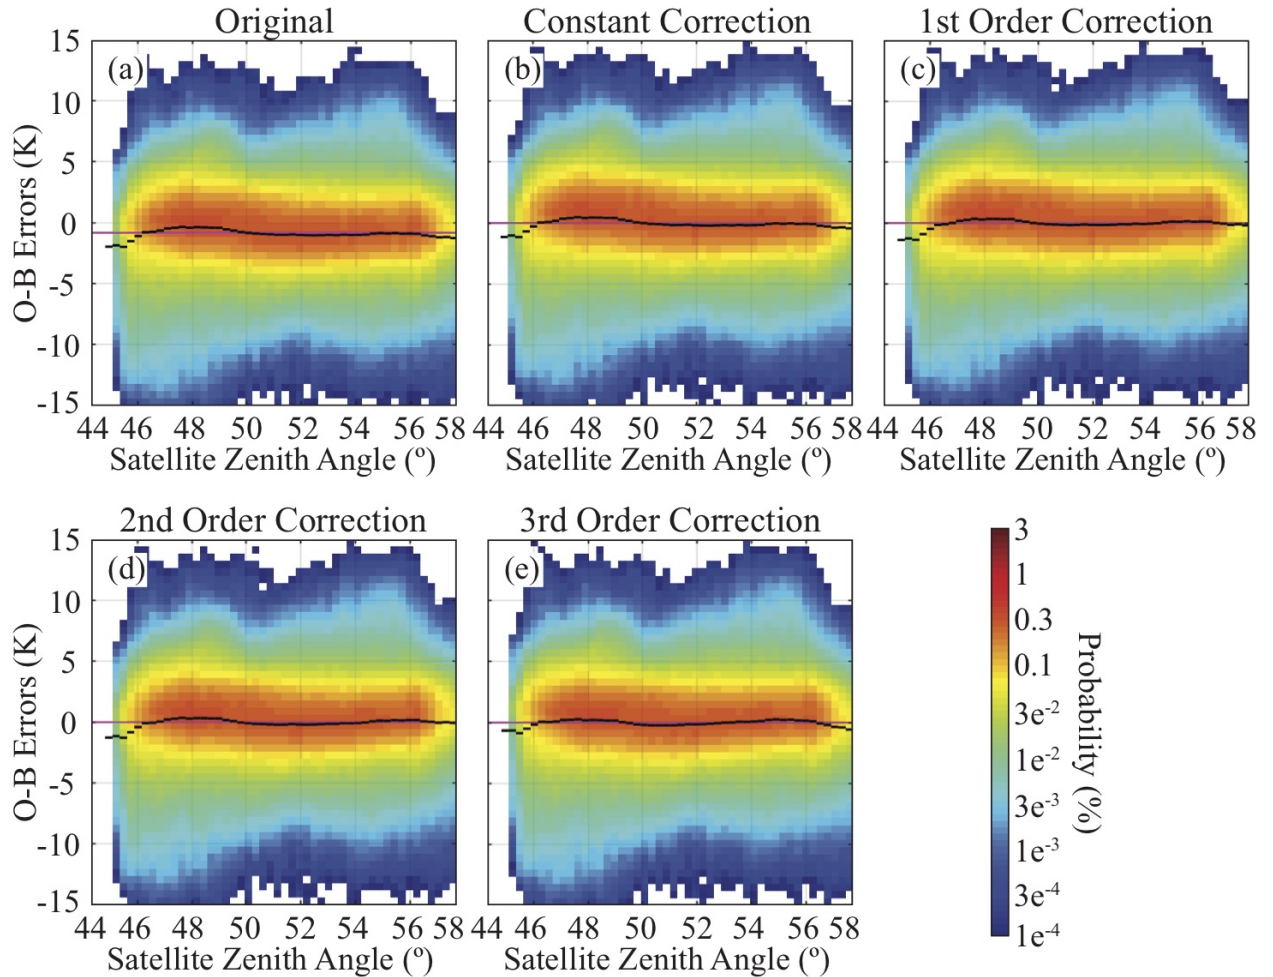 Original
Constant Correction
1st Order Correction
(a)
(b)
(c)
15
10
5
0
-5
-10
-15
O-B Errors (K)
44 46 48 50 52 54 56 58
44 46 48 50 52 54 56 58
44 46 48 50 52 54 56 58
Satellite Zenith Angle (º)
Satellite Zenith Angle (º)
Satellite Zenith Angle (º)
2nd Order Correction
3rd Order Correction
(d)
(e)
15
10
5
0
-5
-10
-15
O-B Errors (K)
44 46 48 50 52 54 56 58
44 46 48 50 52 54 56 58
Satellite Zenith Angle (º)
Satellite Zenith Angle (º)
3
1
0.3
0.1
3e-2
1e-2
3e-3
1e-3
3e-4
1e-4
Probability (%)